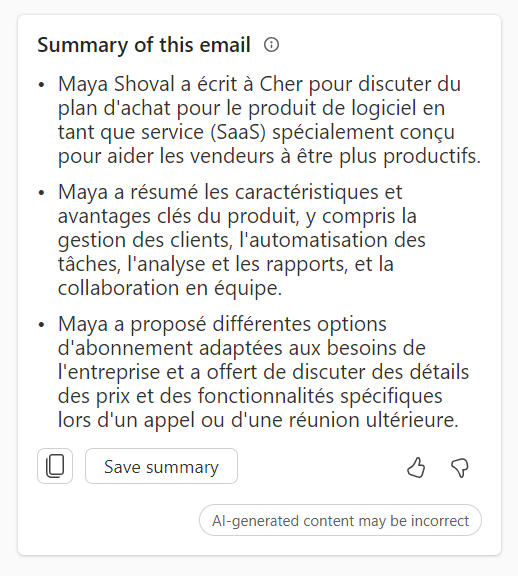 Summary of this email
• Maya Shoval a écrit à Cher pour discuter du
plan d'achat pour le produit de logiciel en
tant que service (SaaS) spécialement conçu
pour aider les vendeurs à être plus productifs.
• Maya a résumé les caractéristiques et
avantages clés du produit, y compris la
gestion des clients, l'automatisation des
tâches, l'analyse et les rapports, et la
collaboration en équipe.
• Maya a proposé différentes options
d'abonnement adaptées aux besoins de
l'entreprise et a offert de discuter des détails
des prix et des fonctionnalités spécifiques
lors d'un appel ou d'une réunion ultérieure.
Save summary
AI-generated content may be incorrect